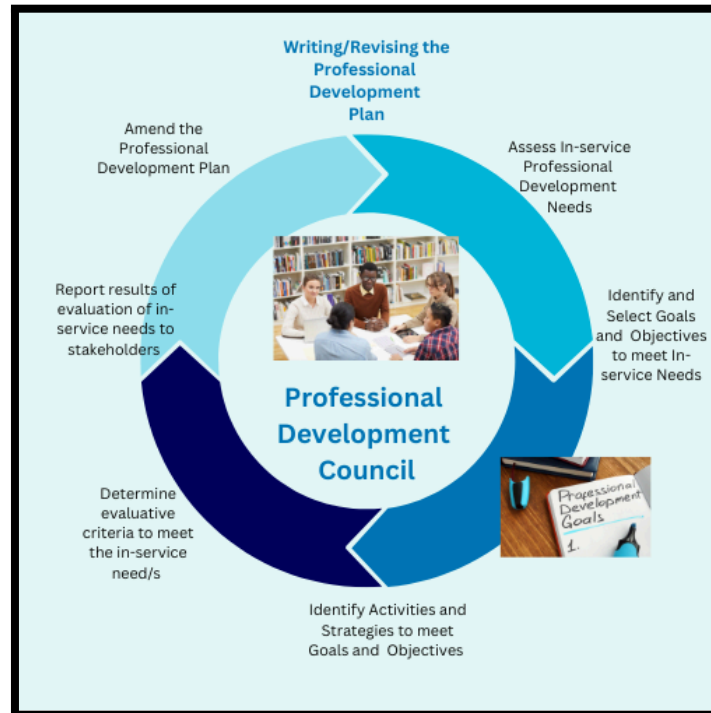 Writing/Revising the
Professional
Development
Plan
Assess In-service
Professional
Development
Needs
Identify and
Select Goals
and Objectives
to meet In-
service Needs
Professional
Development
Goals
1.
Identify Activities and
Strategies to meet
Goals and Objectives
Determine
evaluative
criteria to meet
the in-service
need/s
Report results of
evaluation of in-
service needs to
stakeholders
Amend the
Professional
Development Plan
Professional
Development
Council